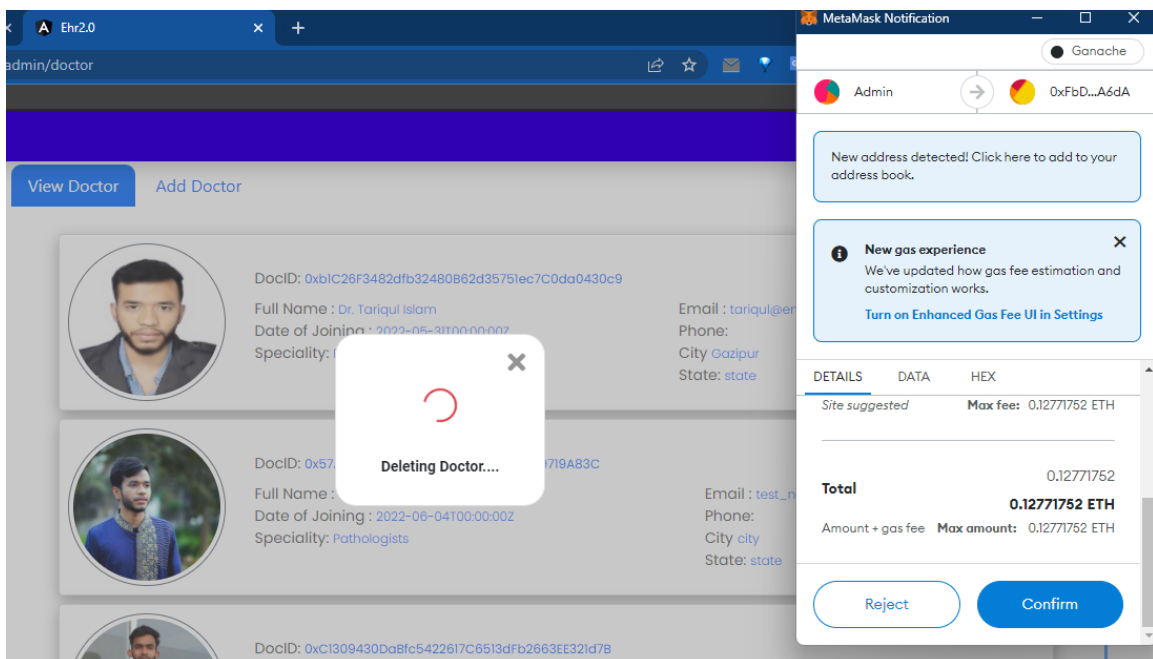 Ehr2.0
admin/doctor
View Doctor
Add Doctor
DocID: 0xb1C26F3482dfb32480B62d35751ec7C0da0430c9
Full Name : Dr. Tariqul Islam
Date of Joining : 2022-05-31T00:00:00Z
Speciality:
Email : tariqul@er
Phone:
City Gazipur
State: state
Deleting Doctor....
DocID: 0x57 719A83C
Full Name :
Date of Joining : 2022-06-04T00:00:00Z
Speciality: Pathologists
Email : test_n
Phone:
City city
State: state
DocID: 0xC1309430DaBfc5422617C6513dFb2663EE321d7B
MetaMask Notification
Ganache
Admin
0xFbD...A6dA
New address detected! Click here to add to your
address book.
New gas experience
We've updated how gas fee estimation and
customization works.
Turn on Enhanced Gas Fee UI in Settings
DETAILS DATA HEX
Site suggested Max fee: 0.12771752 ETH
0.12771752
Total
0.12771752 ETH
Amount + gas fee Max amount: 0.12771752 ETH
Reject
Confirm